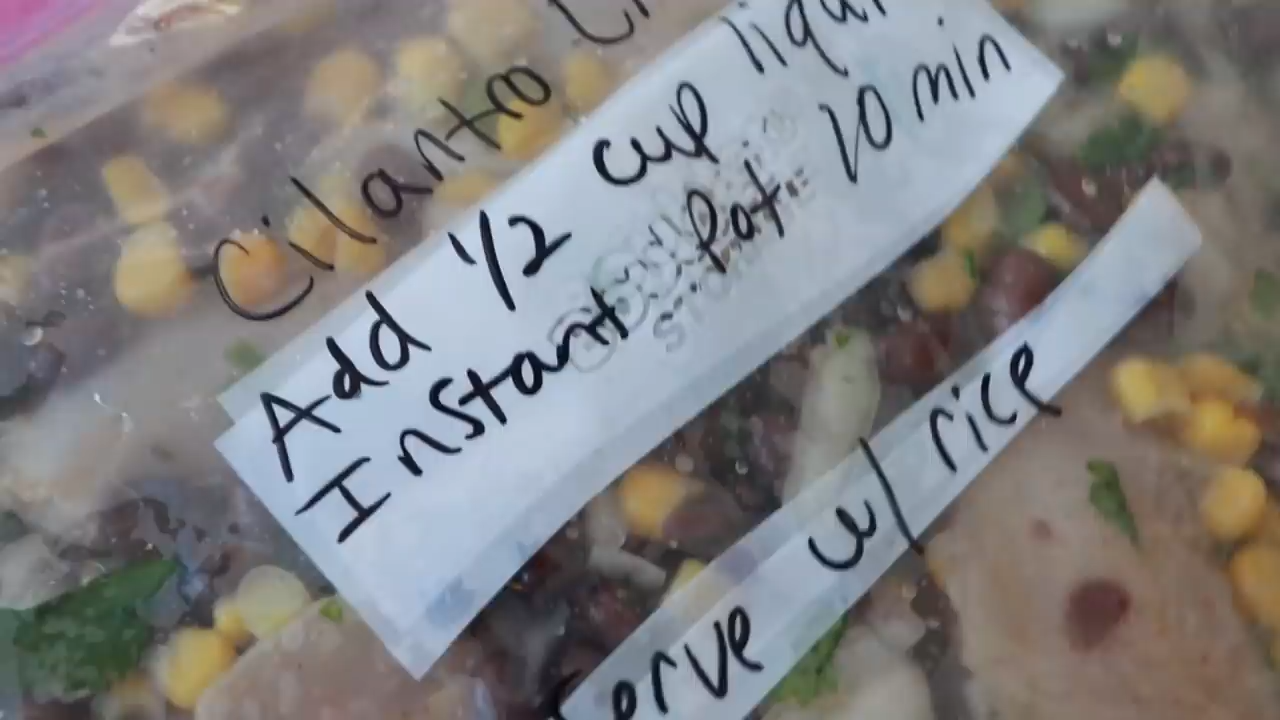 Cilantro
Add 1/2 cup
Instant Pot 10 min
w/ rice